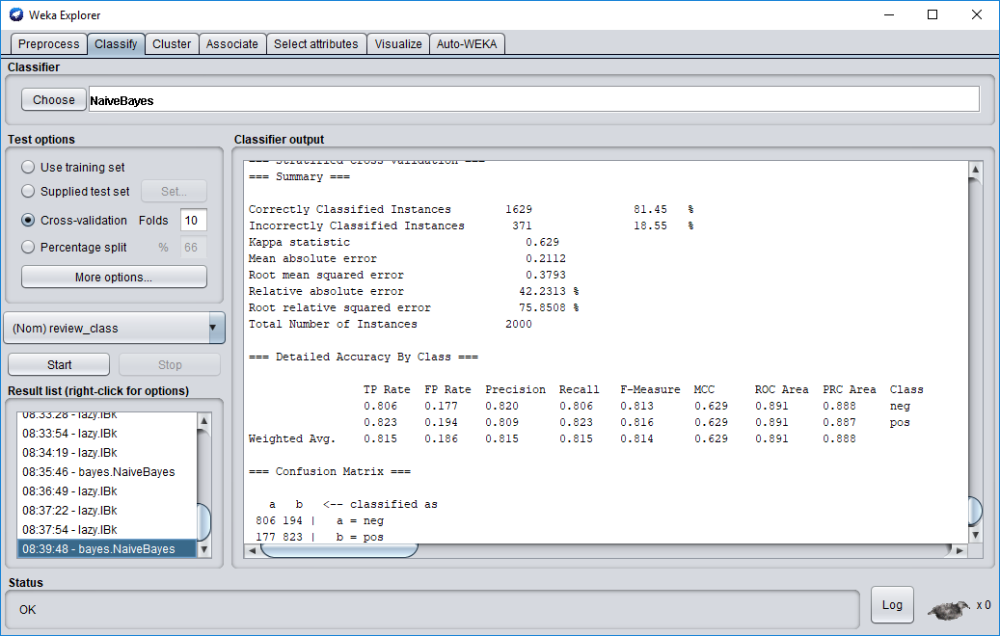 Weka Explorer
Preprocess Classify Cluster Associate Select attributes Visualize Auto-WEKA
Classifier
Choose NaiveBayes
Test options
Use training set
Supplied test set Set...
Cross-validation Folds 10
Percentage split % 66
More options...
(Nom) review_class
Start Stop
Result list (right-click for options)
08:33:28 - lazy.IBk
08:33:54 - lazy.IBk
08:34:19 - lazy.IBk
08:35:46 - bayes.NaiveBayes
08:36:49 - lazy.IBk
08:37:22 - lazy.IBk
08:37:54 - lazy.IBk
08:39:48 - bayes.NaiveBayes
Classifier output
=== Stratified cross-validation ===
=== Summary ===
Correctly Classified Instances 1629 81.45 %
Incorrectly Classified Instances 371 18.55 %
Kappa statistic 0.629
Mean absolute error 0.2112
Root mean squared error 0.3793
Relative absolute error 42.2313 %
Root relative squared error 75.8508 %
Total Number of Instances 2000
=== Detailed Accuracy By Class ===
TP Rate FP Rate Precision Recall F-Measure MCC ROC Area PRC Area Class
0.806 0.177 0.820 0.806 0.813 0.629 0.891 0.888 neg
0.823 0.194 0.809 0.823 0.816 0.629 0.891 0.887 pos
Weighted Avg. 0.815 0.186 0.815 0.815 0.814 0.629 0.891 0.888
=== Confusion Matrix ===
a b <-- classified as
806 194 | a = neg
177 823 | b = pos
Status
OK
Log
x 0